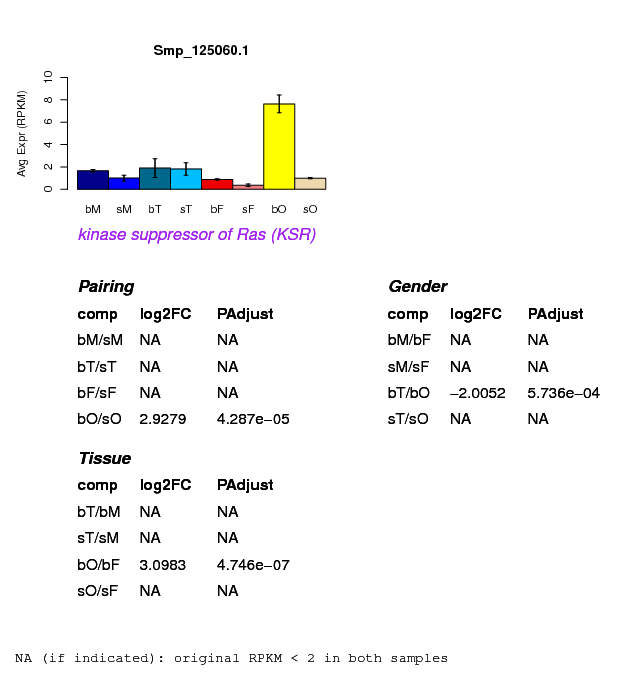 Smp_125060.1
Avg Expr (RPKM)
0 2 4 6 8 10
bM sM bT sT bF sF bO sO
kinase suppressor of Ras (KSR)
Pairing
comp log2FC PAdjust
bM/sM NA NA
bT/sT NA NA
bF/sF NA NA
bO/sO 2.9279 4.287e−05
Gender
comp log2FC PAdjust
bM/bF NA NA
sM/sF NA NA
bT/bO −2.0052 5.736e−04
sT/sO NA NA
Tissue
comp log2FC PAdjust
bT/bM NA NA
sT/sM NA NA
bO/bF 3.0983 4.746e−07
sO/sF NA NA
NA (if indicated): original RPKM < 2 in both samples